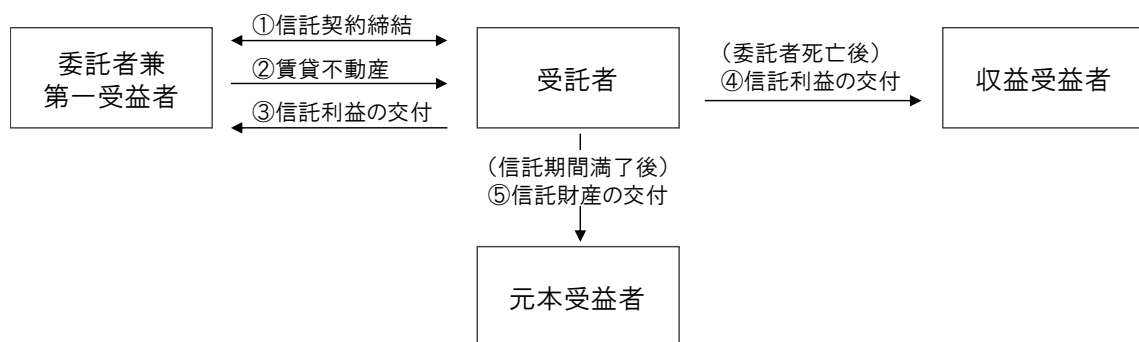 ①信託契約締結
委託者兼
第一受益者
②賃貸不動産
③信託利益の交付
受託者
（委託者死亡後）
④信託利益の交付
収益受益者
（信託期間満了後）
⑤信託財産の交付
元本受益者